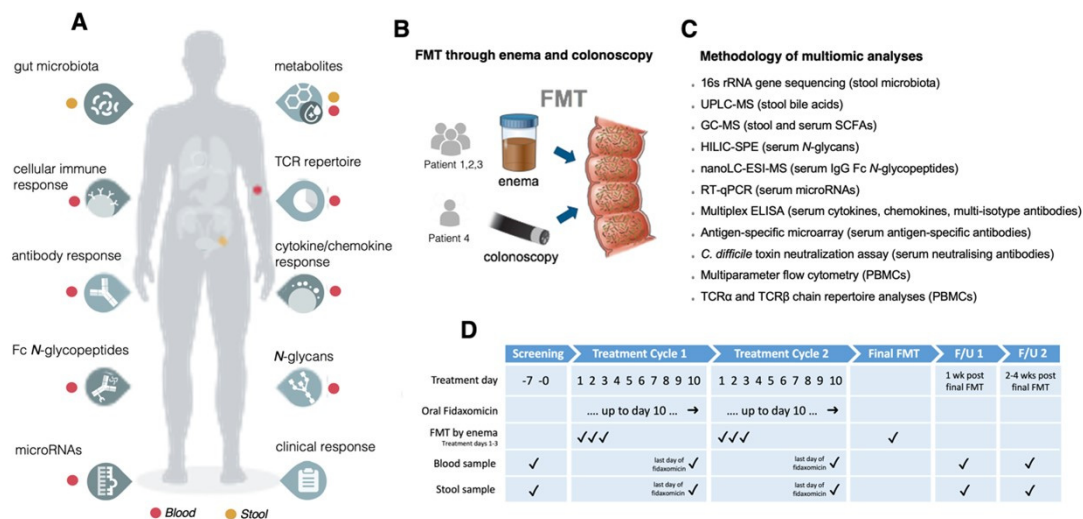 A
gut microbiota
metabolites
cellular immune
response
TCR repertoire
antibody response
cytokine/chemokine
response
Fc N-glycopeptides
N-glycans
microRNAs
clinical response
Blood
Stool
B
FMT through enema and colonoscopy
FMT
Patient 1,2,3
enema
Patient 4
colonoscopy
C
Methodology of multiomic analyses
• 16s rRNA gene sequencing (stool microbiota)
• UPLC-MS (stool bile acids)
• GC-MS (stool and serum SCFAs)
• HILIC-SPE (serum N-glycans)
• nanoLC-ESI-MS (serum IgG Fc N-glycopeptides)
• RT-qPCR (serum microRNAs)
• Multiplex ELISA (serum cytokines, chemokines, multi-isotype antibodies)
• Antigen-specific microarray (serum antigen-specific antibodies)
• C. difficile toxin neutralization assay (serum neutralising antibodies)
• Multiparameter flow cytometry (PBMCs)
• TCRα and TCRβ chain repertoire analyses (PBMCs)
D
Screening Treatment Cycle 1 Treatment Cycle 2 Final FMT F/U 1 F/U 2
Treatment day -7 -0 1 2 3 4 5 6 7 8 9 10 1 2 3 4 5 6 7 8 9 10 1 wk post final FMT 2-4 wks post final FMT
Oral Fidaxomicin .... up to day 10 ... → .... up to day 10 ... →
FMT by enema ✓✓✓ ✓✓✓ ✓
Treatment days 1-3
Blood sample ✓ last day of fidaxomicin ✓ last day of fidaxomicin ✓ ✓ ✓
Stool sample ✓ last day of fidaxomicin ✓ last day of fidaxomicin ✓ ✓ ✓